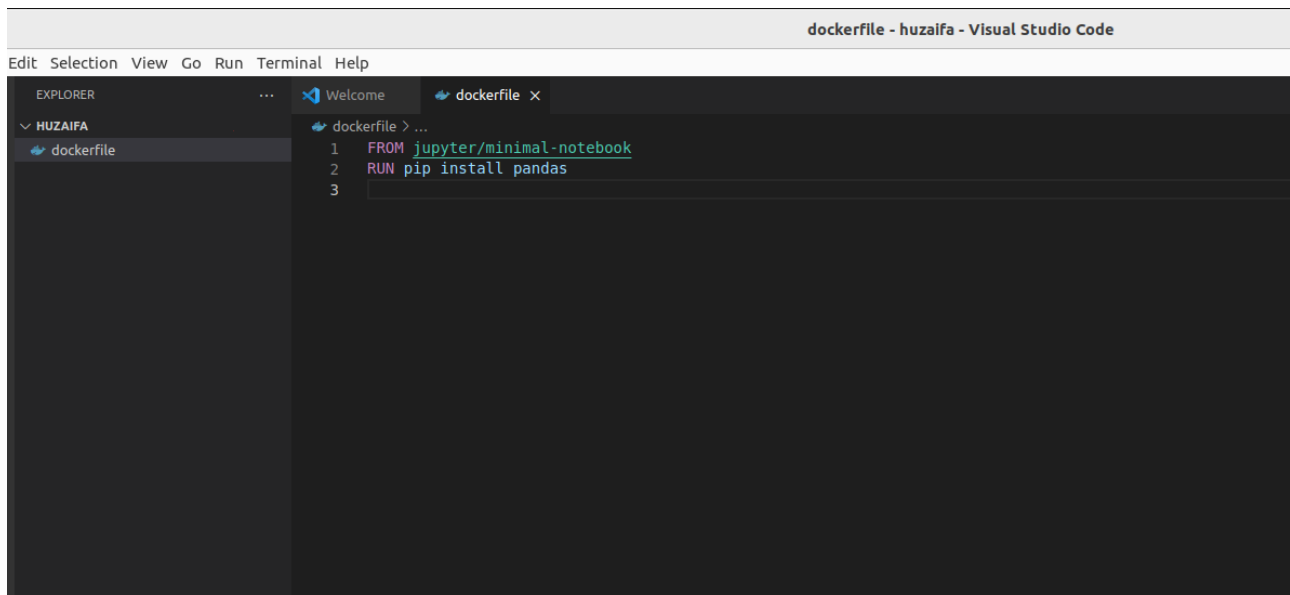 dockerfile - huzaifa - Visual Studio Code
Edit Selection View Go Run Terminal Help
EXPLORER ...
Welcome
dockerfile
HUZAIFA
dockerfile
dockerfile > ...
1 FROM jupyter/minimal-notebook
2 RUN pip install pandas
3